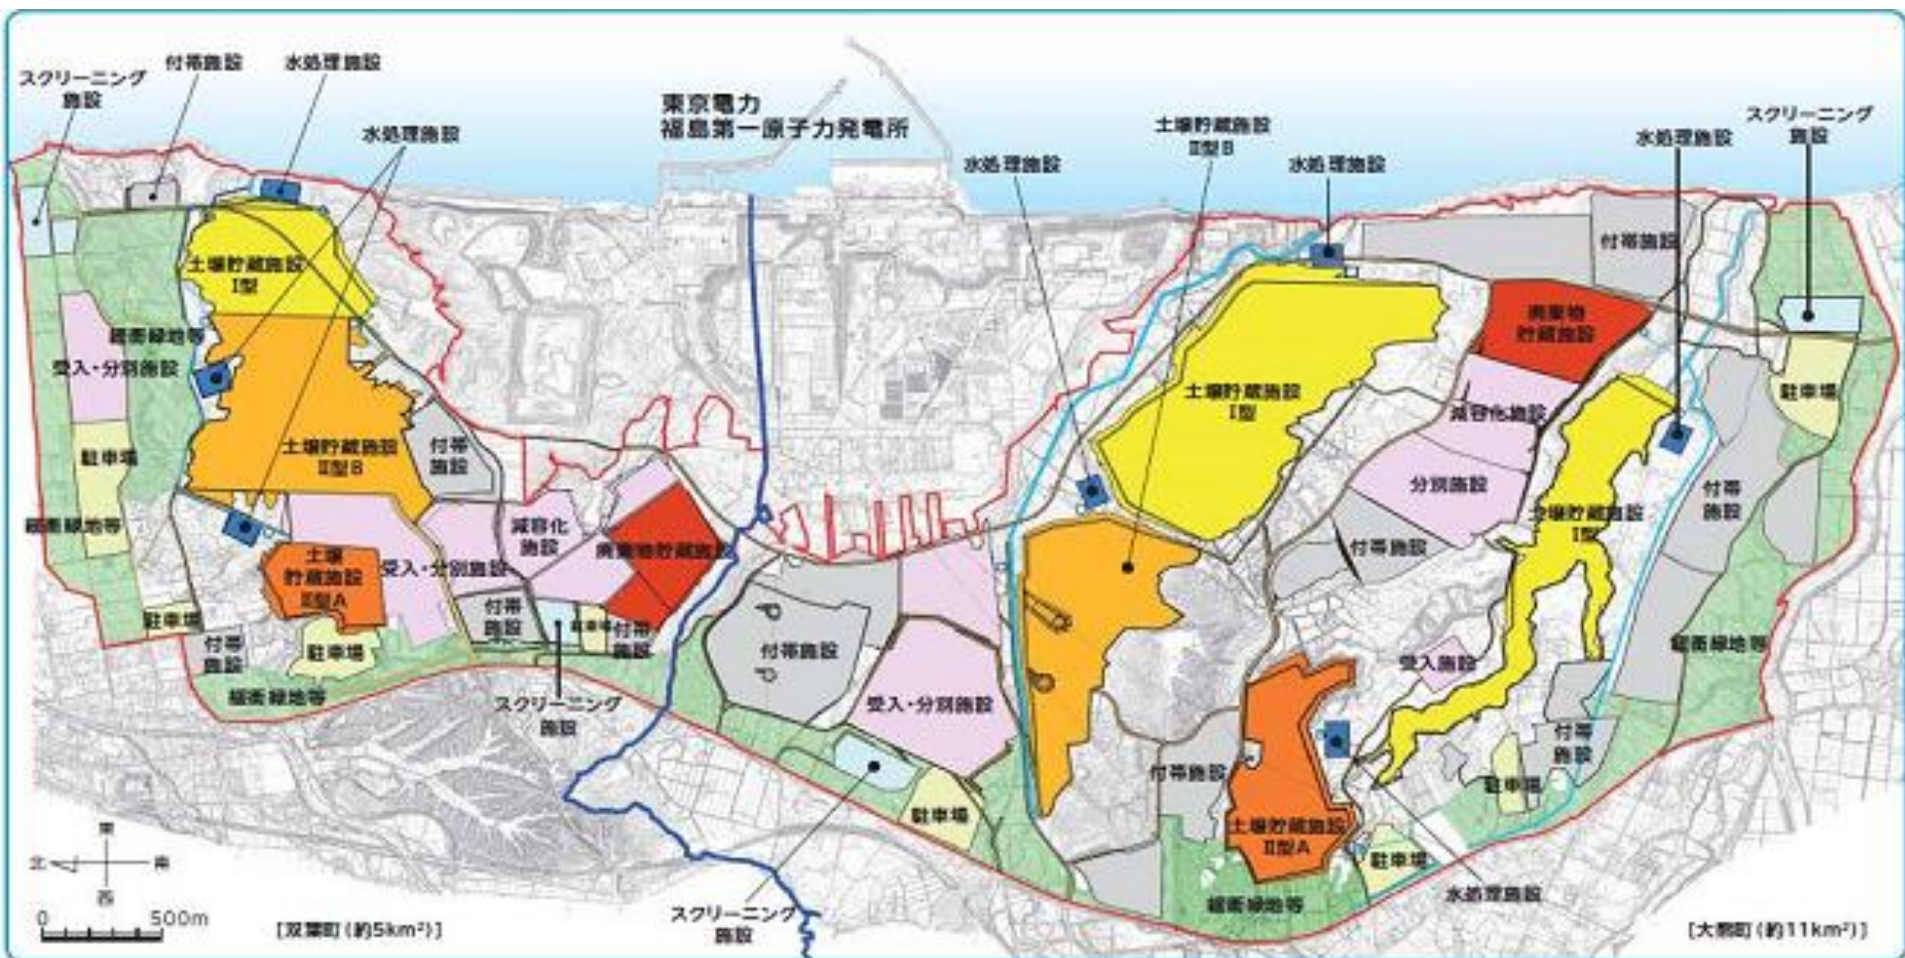 スクリーニング
施設
付帯施設
水処理施設
水処理施設
東京電力
福島第一原子力発電所
水処理施設
土壌貯蔵施設
Ⅱ型B
水処理施設
水処理施設
スクリーニング
施設
土壌貯蔵施設
Ⅰ型
緩衝緑地等
受入・分別施設
駐車場
土壌貯蔵施設
Ⅱ型B
付帯
施設
緩衝緑地等
土壌
貯蔵施設
Ⅱ型A
受入・分別施設
減容化
施設
廃棄物貯蔵施設
駐車場
付帯
施設
駐車場
緩衝緑地等
付帯
施設
駐車場
付帯
施設
スクリーニング
施設
付帯施設
受入・分別施設
駐車場
スクリーニング
施設
付帯施設
廃棄物
貯蔵施設
土壌貯蔵施設
Ⅰ型
減容化施設
分別施設
付帯施設
土壌貯蔵施設
Ⅰ型
付帯
施設
駐車場
受入施設
緩衝緑地等
付帯施設
付帯
施設
駐車場
土壌貯蔵施設
Ⅱ型A
駐車場
水処理施設
緩衝緑地等
東
北
南
西
0
500m
[双葉町(約5km²)]
[大熊町(約11km²)]